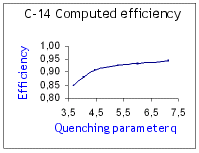 C-14 Computed efficiency
1,00
0,95
0,90
0,85
0,80
Efficiency
3,5 4,5 5,5 6,5 7,5
Quenching parameter q